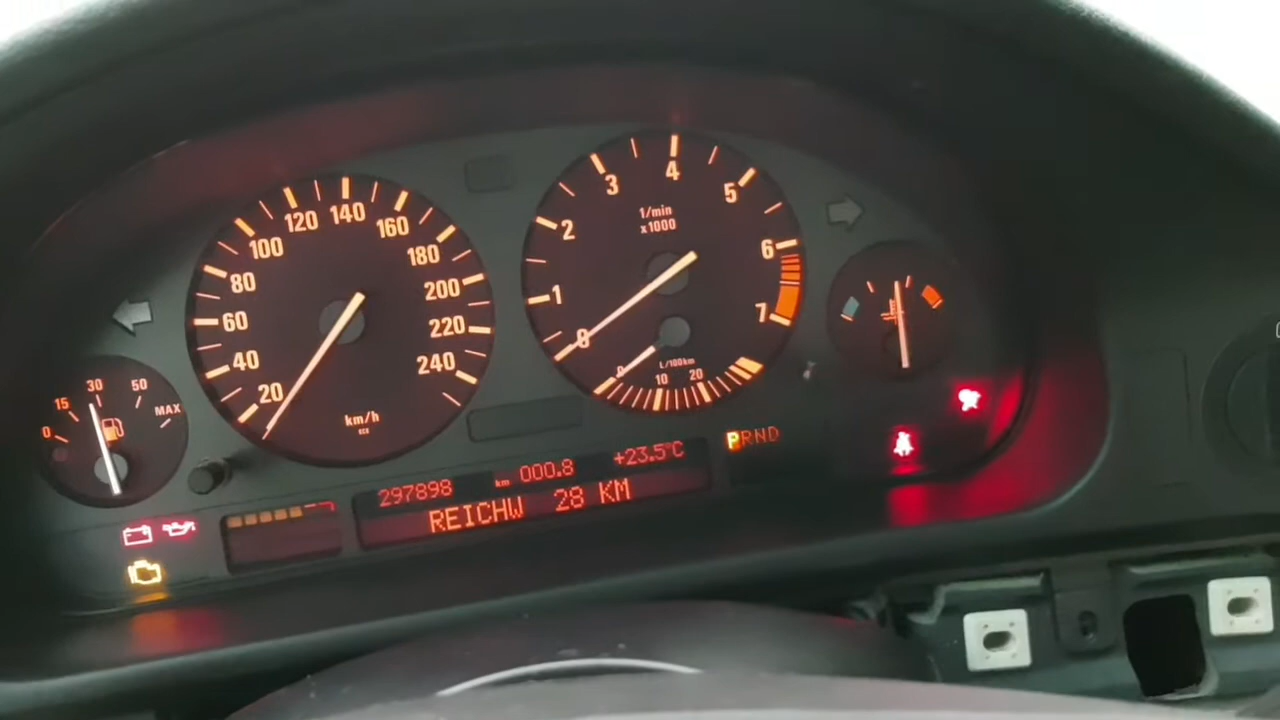 0 15 30 50 MAX
20 40 60 80 100 120 140 160 180 200 220 240
km/h
0 1 2 3 4 5 6 7
1/min
x1000
L/100km
0 10 20
PRND
297898 km 000.8 +23.5°C
REICHW 28 KM